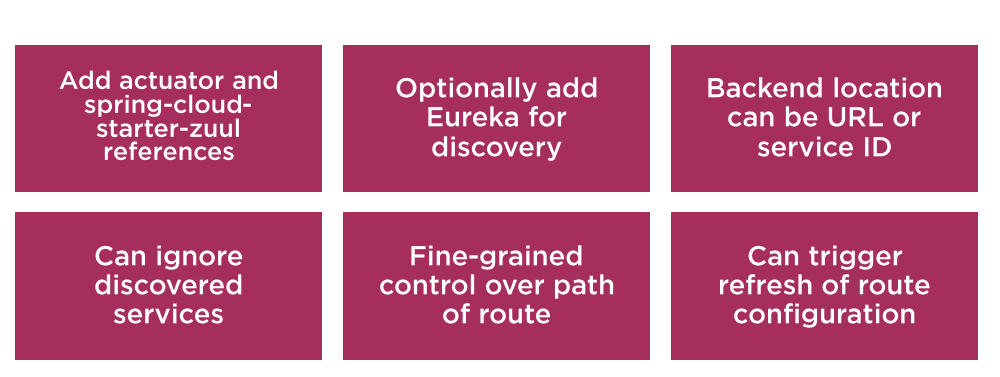 Add actuator and
spring-cloud-
starter-zuul
references
Optionally add
Eureka for
discovery
Backend location
can be URL or
service ID
Can ignore
discovered
services
Fine-grained
control over path
of route
Can trigger
refresh of route
configuration